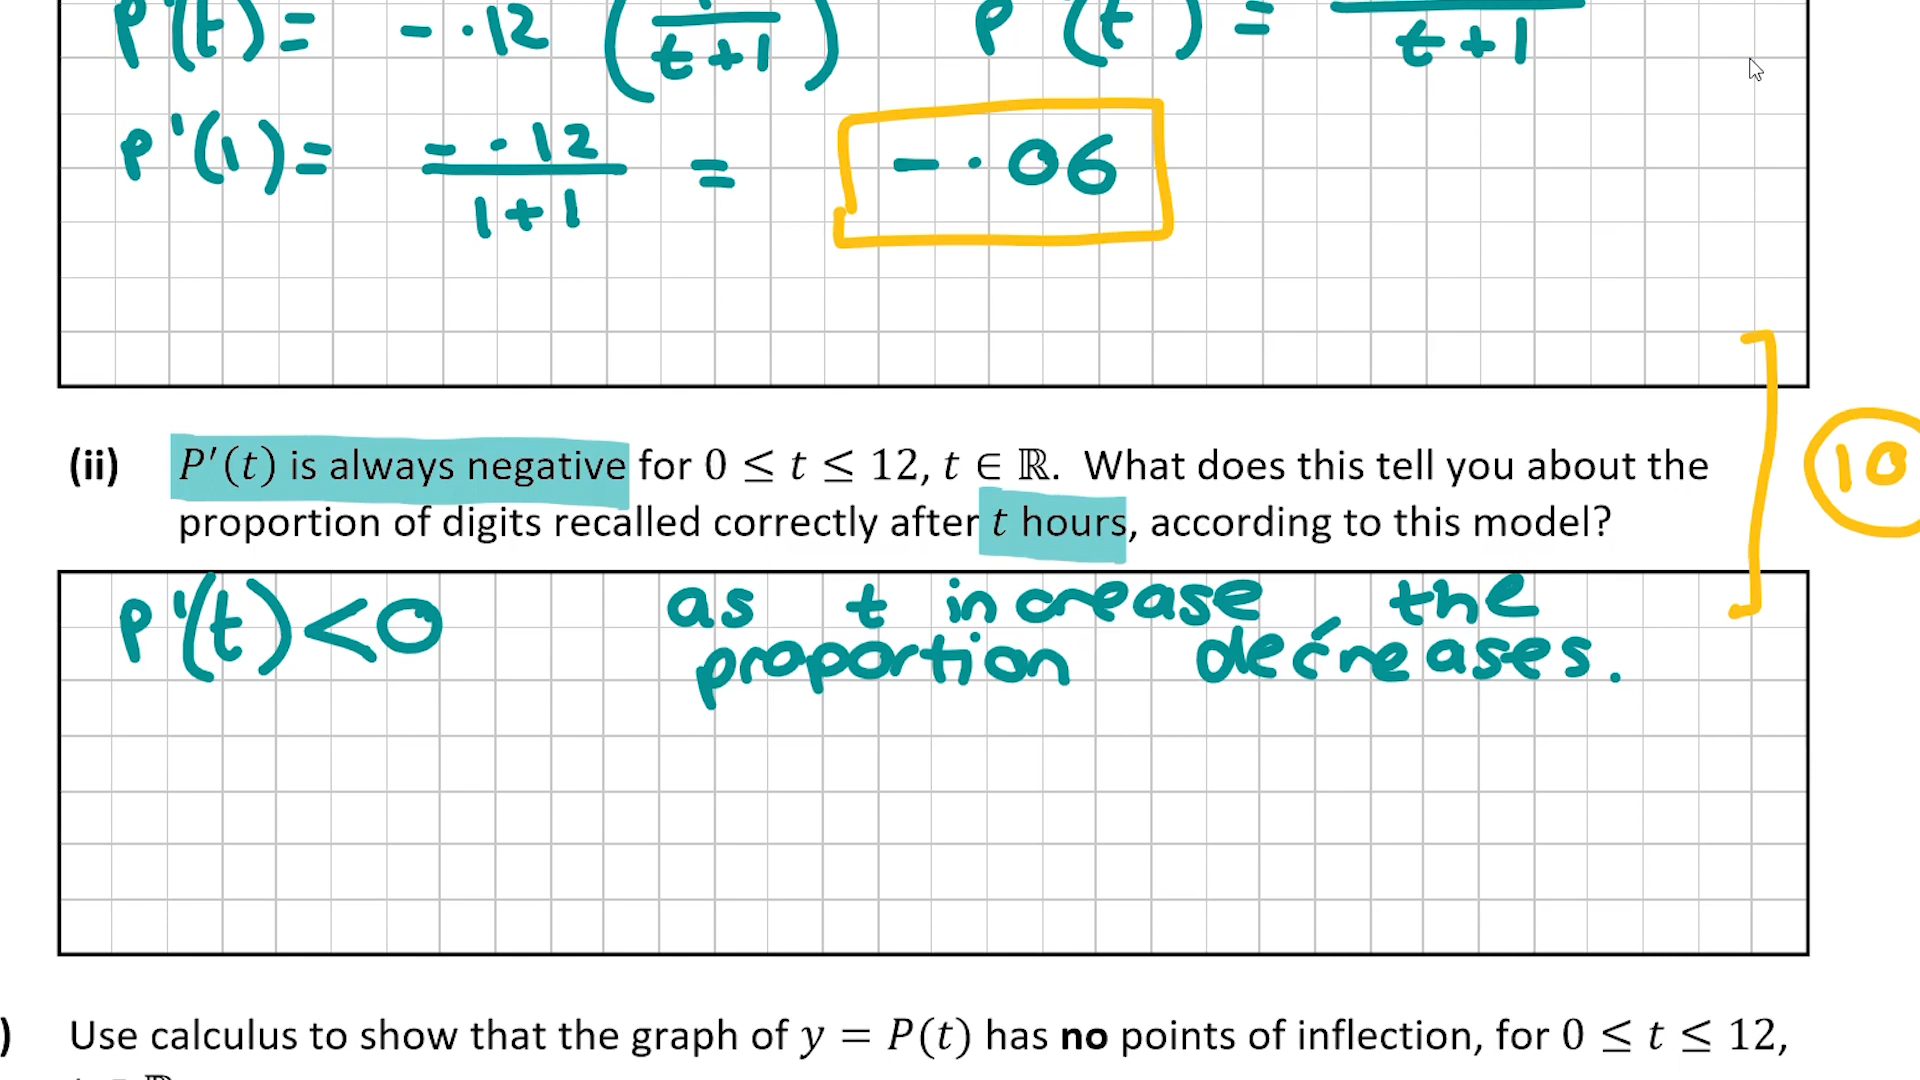 P'(t) = - .12 ( / t+1 ) P'(t) = / t+1
P'(1) = - .12 / 1+1 = - .06
(ii) P′(t) is always negative for 0 ≤ t ≤ 12, t ∈ ℝ. What does this tell you about the
proportion of digits recalled correctly after t hours, according to this model?
10
P'(t) < 0 as t increase, the
proportion decreases.
) Use calculus to show that the graph of y = P(t) has no points of inflection, for 0 ≤ t ≤ 12,